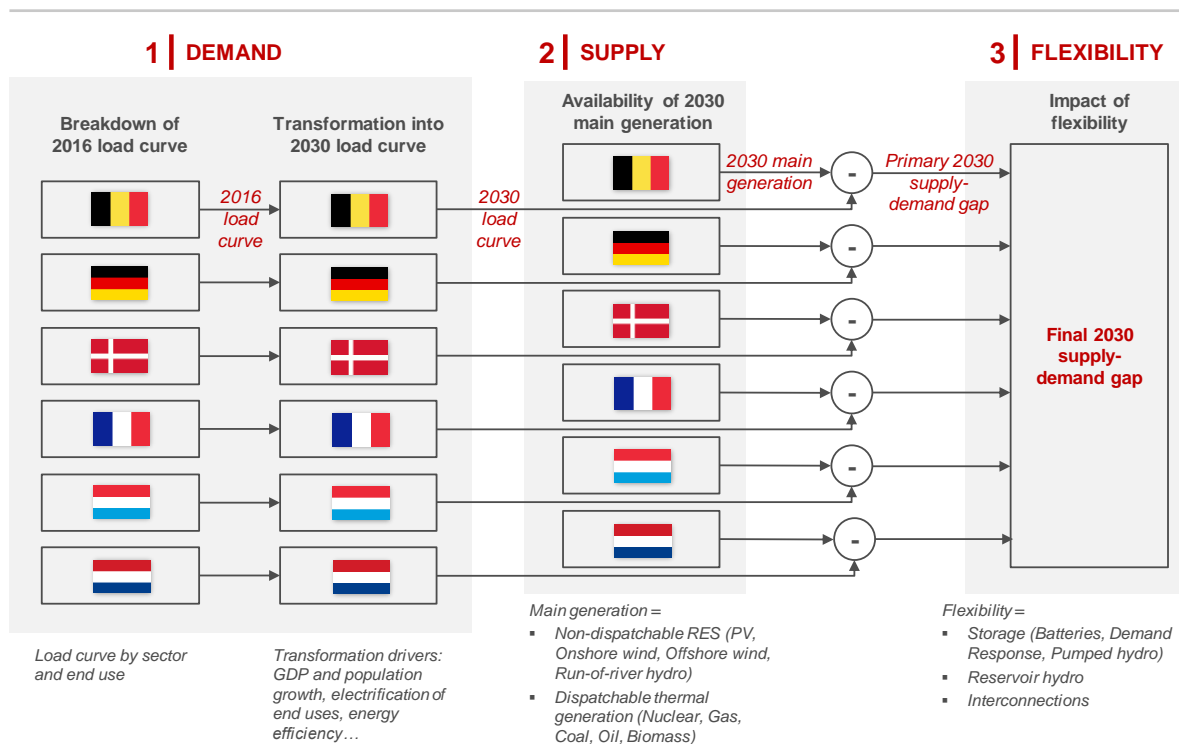 1 | DEMAND
2 | SUPPLY
3 | FLEXIBILITY
Breakdown of
2016 load curve
Transformation into
2030 load curve
Availability of 2030
main generation
Impact of
flexibility
2016
load
curve
2030
load
curve
2030 main
generation
Primary 2030
supply-
demand gap
-
-
-
-
-
-
Final 2030
supply-
demand gap
Load curve by sector
and end use
Transformation drivers:
GDP and population
growth, electrification of
end uses, energy
efficiency…
Main generation =
▪ Non-dispatchable RES (PV,
Onshore wind, Offshore wind,
Run-of-river hydro)
▪ Dispatchable thermal
generation (Nuclear, Gas,
Coal, Oil, Biomass)
Flexibility =
▪ Storage (Batteries, Demand
Response, Pumped hydro)
▪ Reservoir hydro
▪ Interconnections